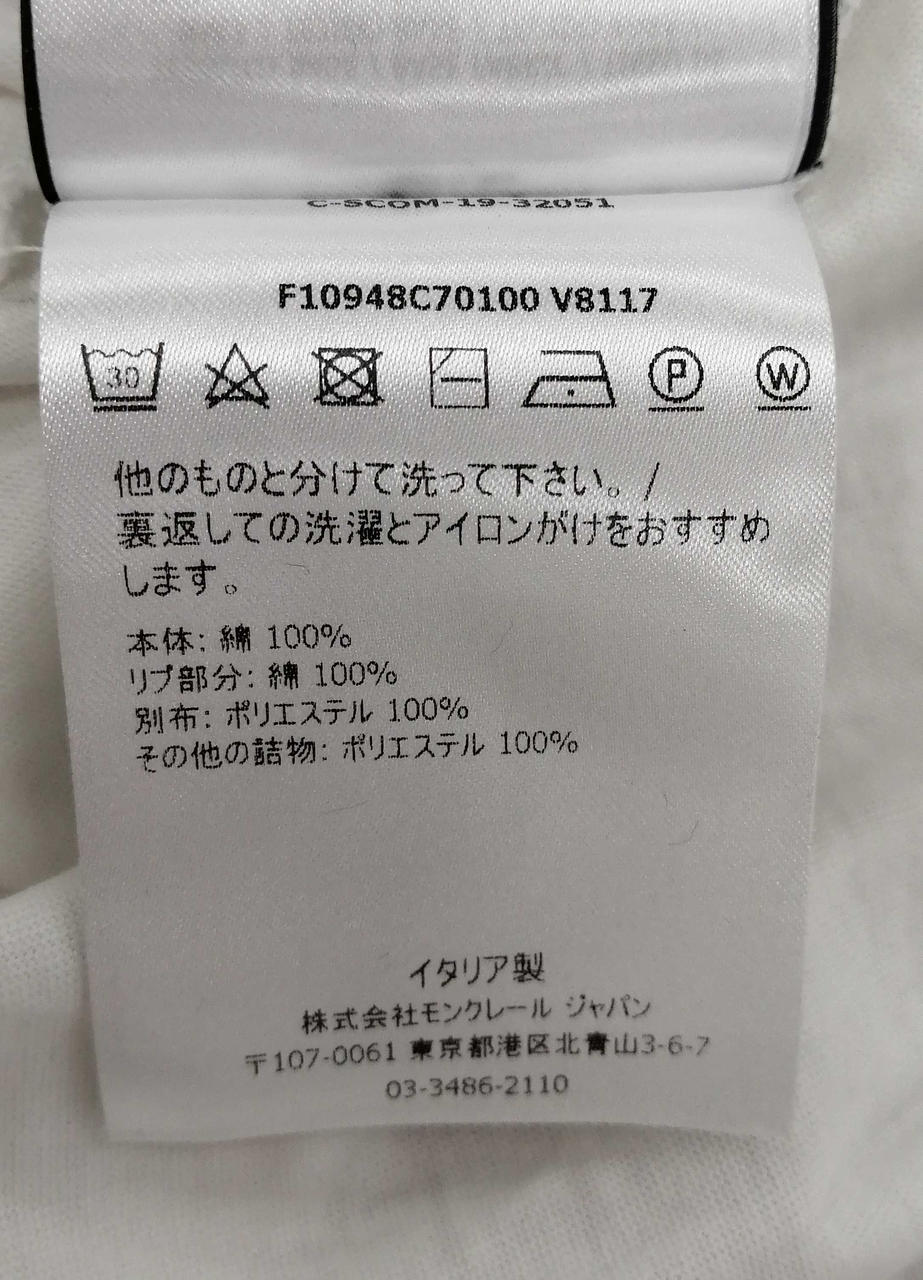 C-SCOM-19-32051
F10948C70100 V8117
30 P W
他のものと分けて洗って下さい。/
裏返しての洗濯とアイロンがけをおすすめ
します。
本体: 綿 100%
リブ部分: 綿 100%
別布: ポリエステル 100%
その他の詰物: ポリエステル 100%
イタリア製
株式会社モンクレール ジャパン
〒107-0061 東京都港区北青山3-6-7
03-3486-2110